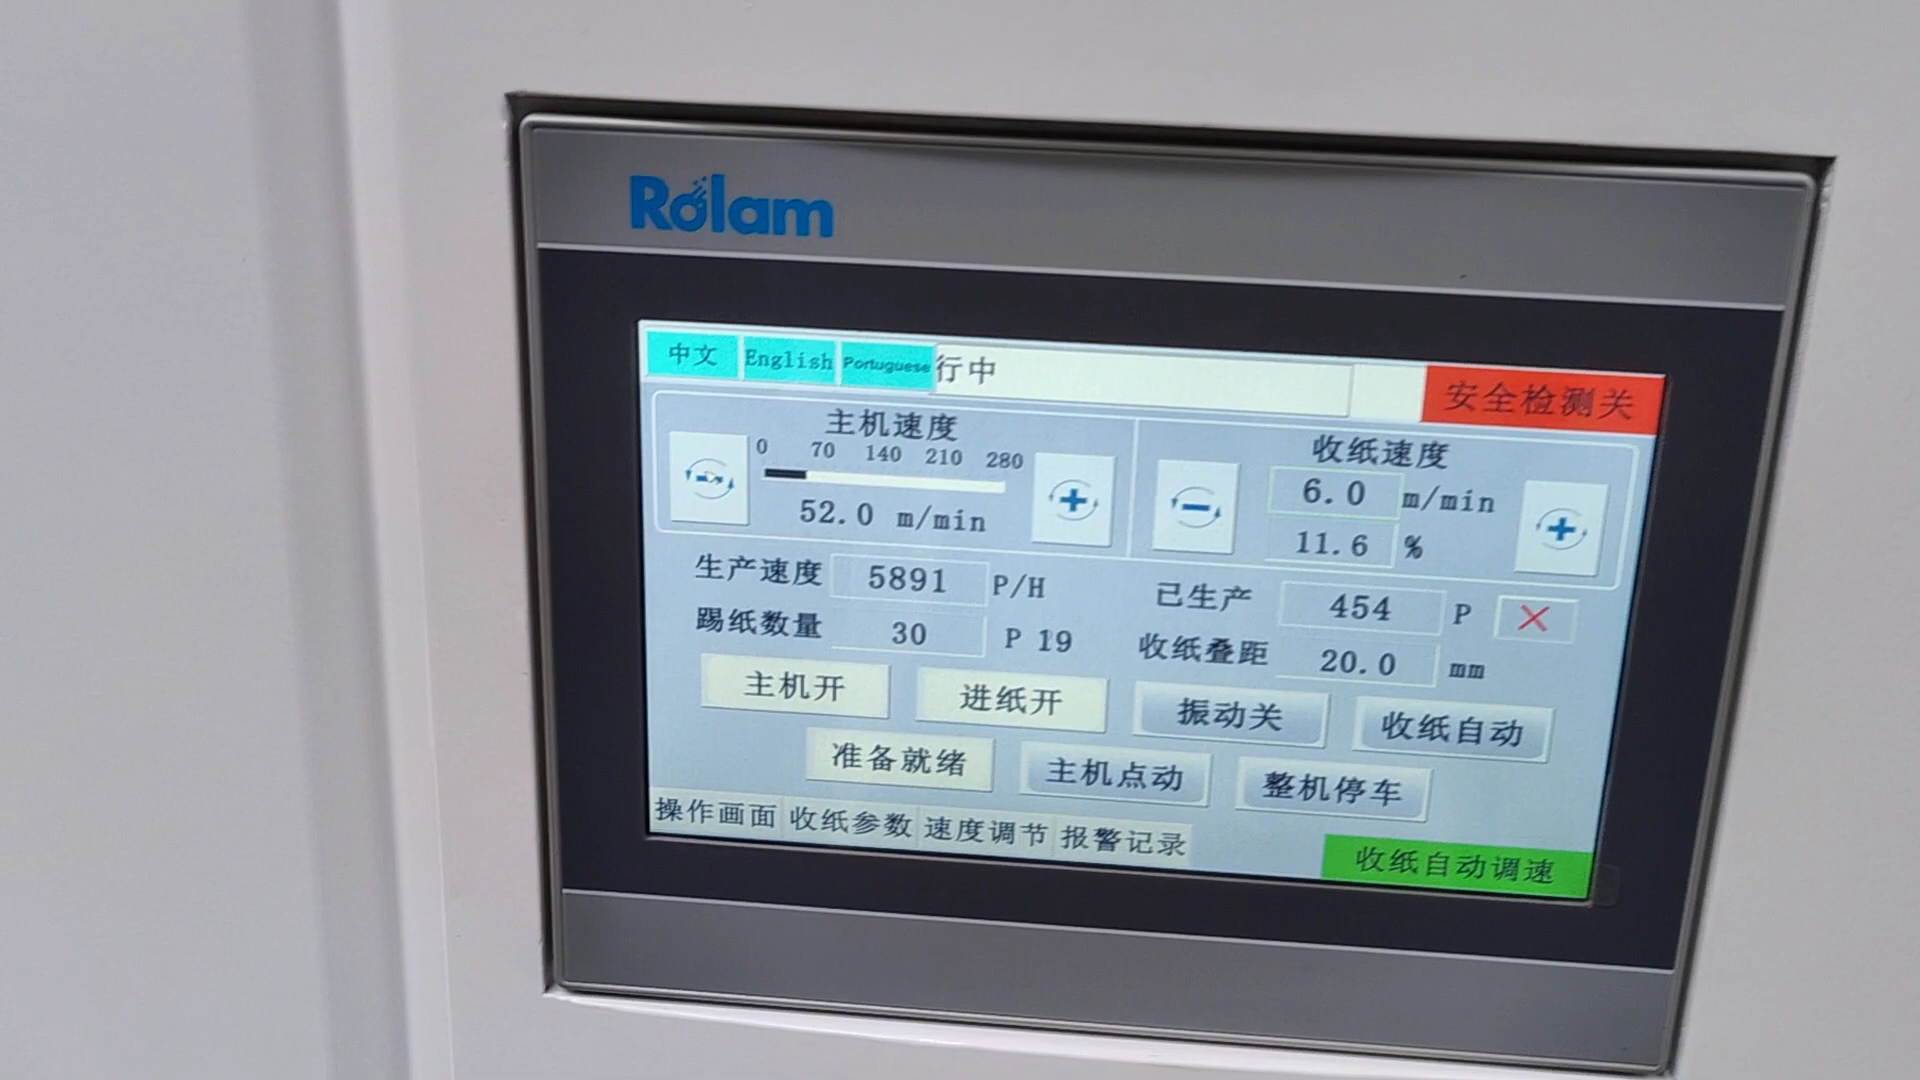 Rólam
中文 English Portuguese 行中 安全检测关
主机速度
0 70 140 210 280
52.0 m/min
收纸速度
6.0 m/min
11.6 %
生产速度 5891 P/H 已生产 454 P
踢纸数量 30 P 19 收纸叠距 20.0 mm
主机开 进纸开 振动关 收纸自动
准备就绪 主机点动 整机停车
操作画面 收纸参数 速度调节 报警记录 收纸自动调速